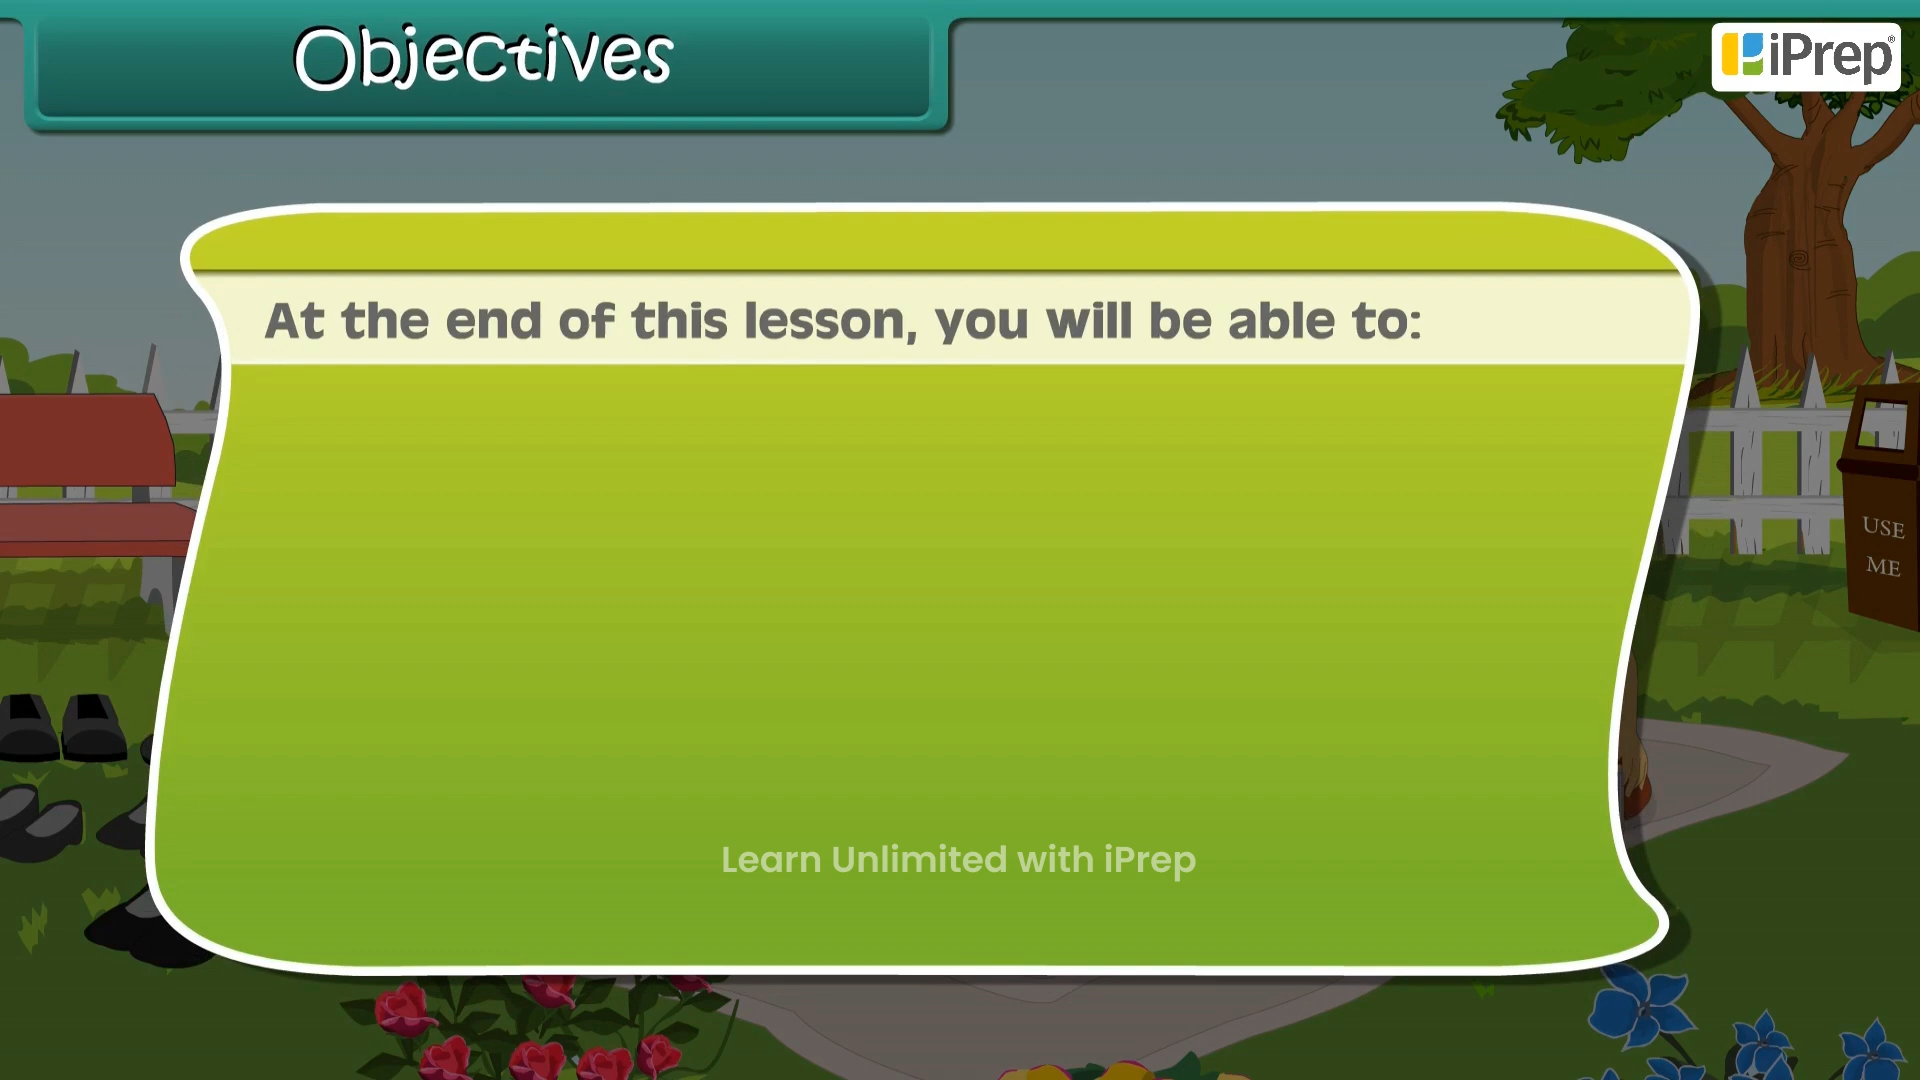 Objectives
iPrep®
At the end of this lesson, you will be able to:
USE
ME
Learn Unlimited with iPrep